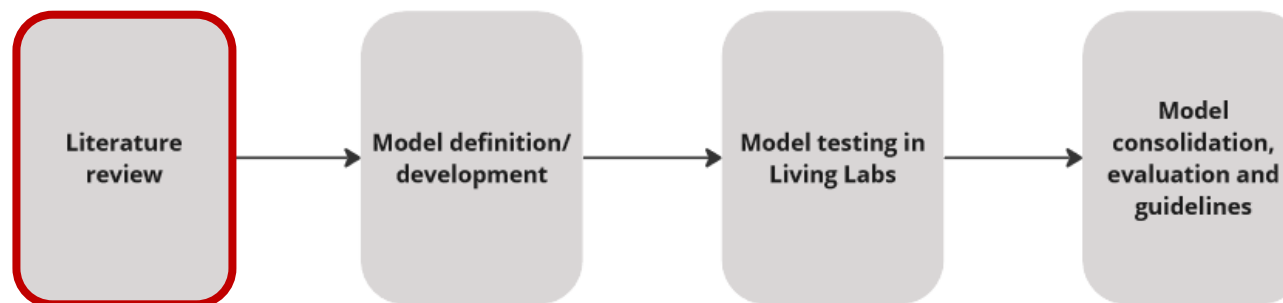 Literature
review
Model definition/
development
Model testing in
Living Labs
Model
consolidation,
evaluation and
guidelines